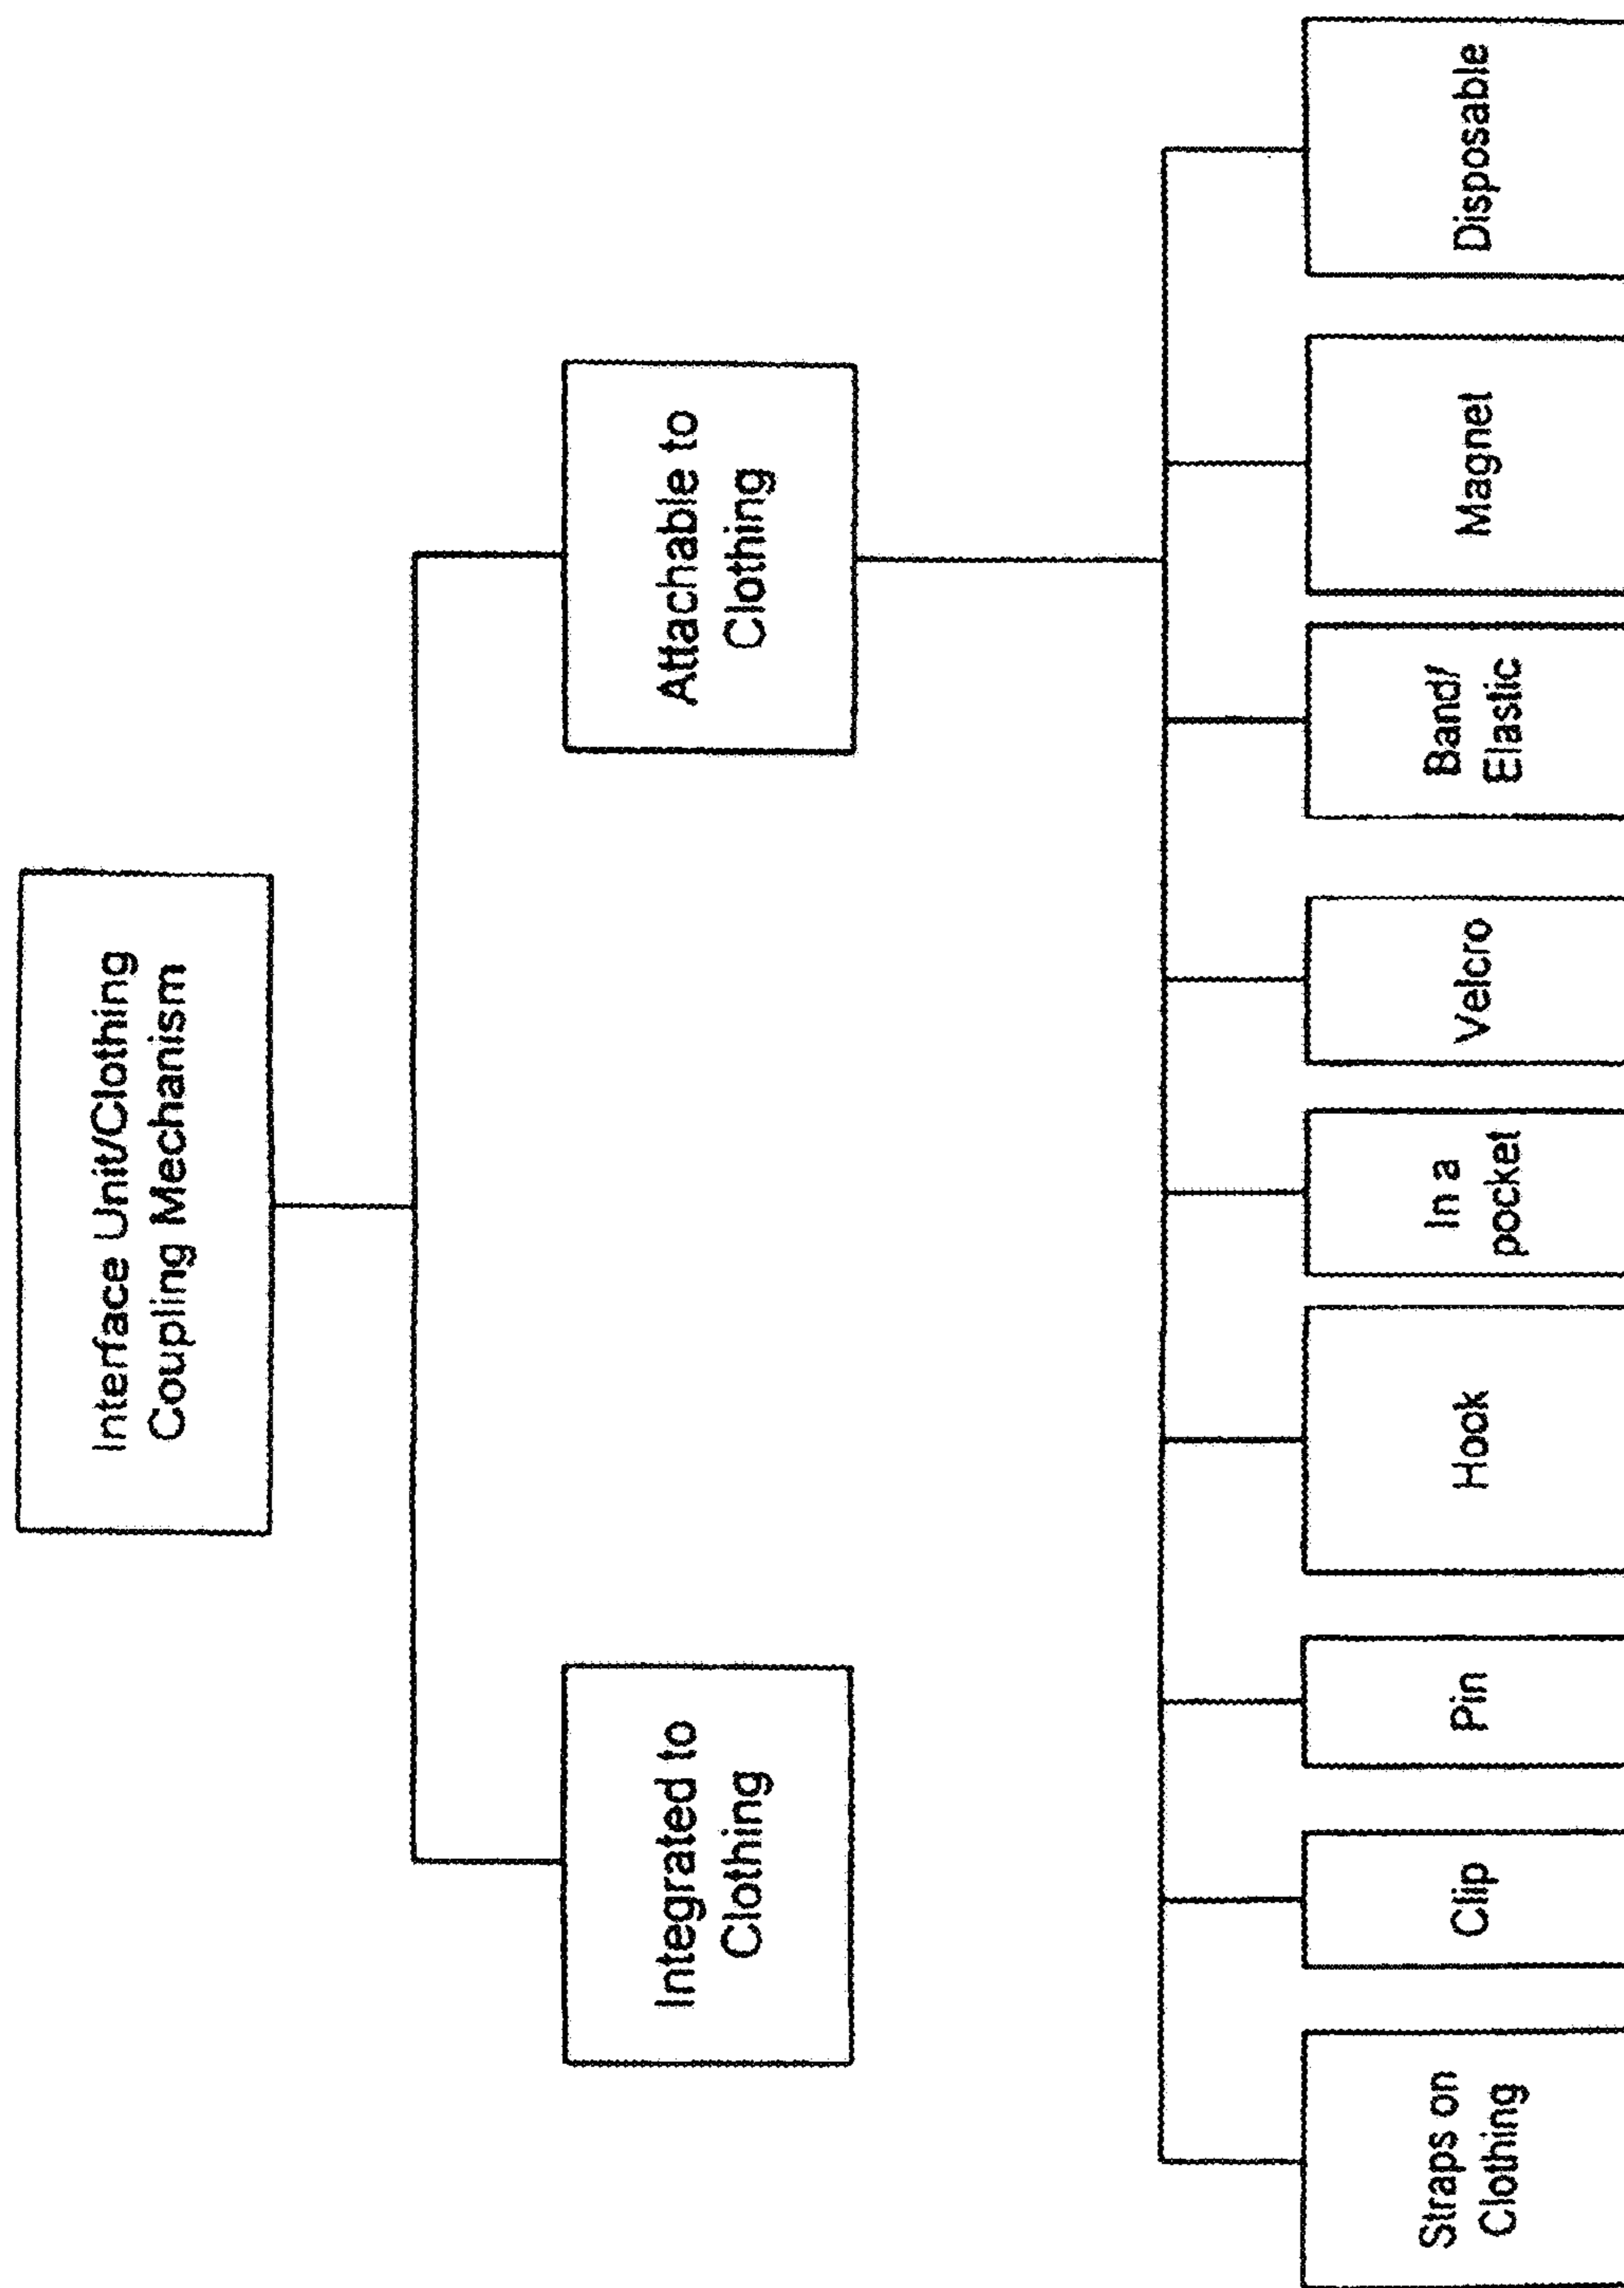 Interface Unit/Clothing
Coupling Mechanism
Integrated to
Clothing
Attachable to
Clothing
Straps on
Clothing
Clip
Pin
Hook
In a
pocket
Velcro
Band/
Elastic
Magnet
Disposable